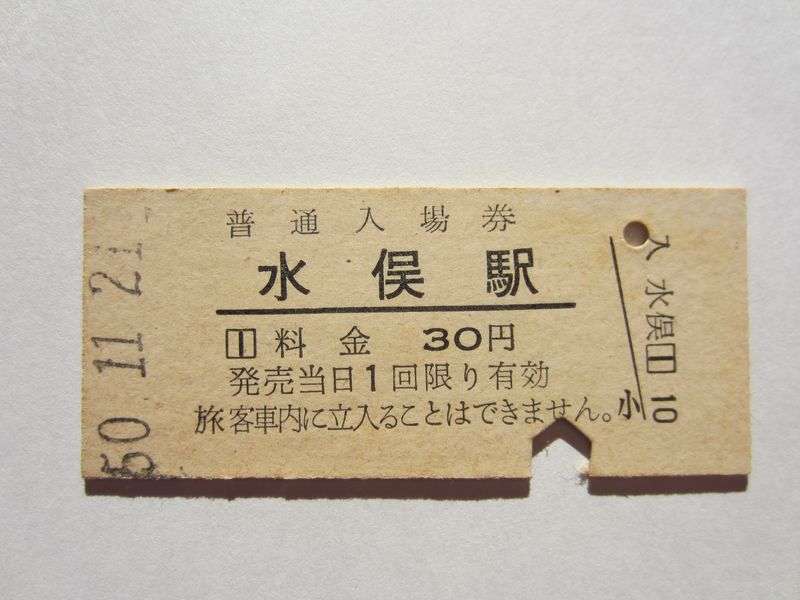 普通入場券
水俣駅
1 料金 30円
発売当日1回限り有効
旅客車内に立入ることはできません。
50.11.21
入 水俣 1 10
小